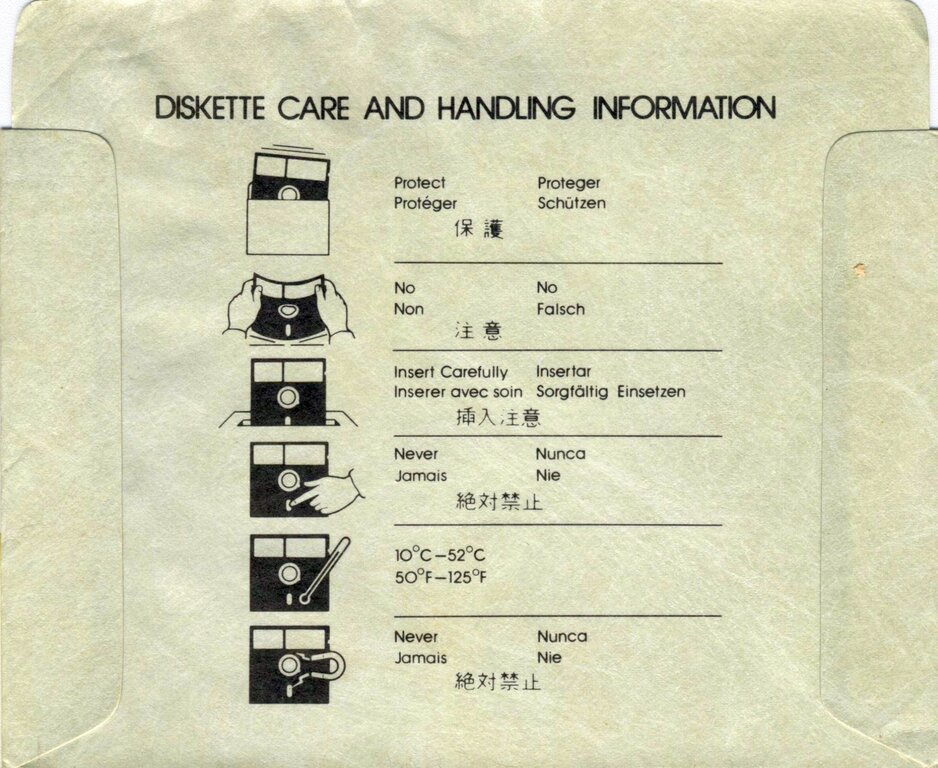 DISKETTE CARE AND HANDLING INFORMATION
Protect Proteger
Protéger Schützen
保護
No No
Non Falsch
注意
Insert Carefully Insertar
Inserer avec soin Sorgfältig Einsetzen
挿入注意
Never Nunca
Jamais Nie
絶対禁止
10°C–52°C
50°F–125°F
Never Nunca
Jamais Nie
絶対禁止